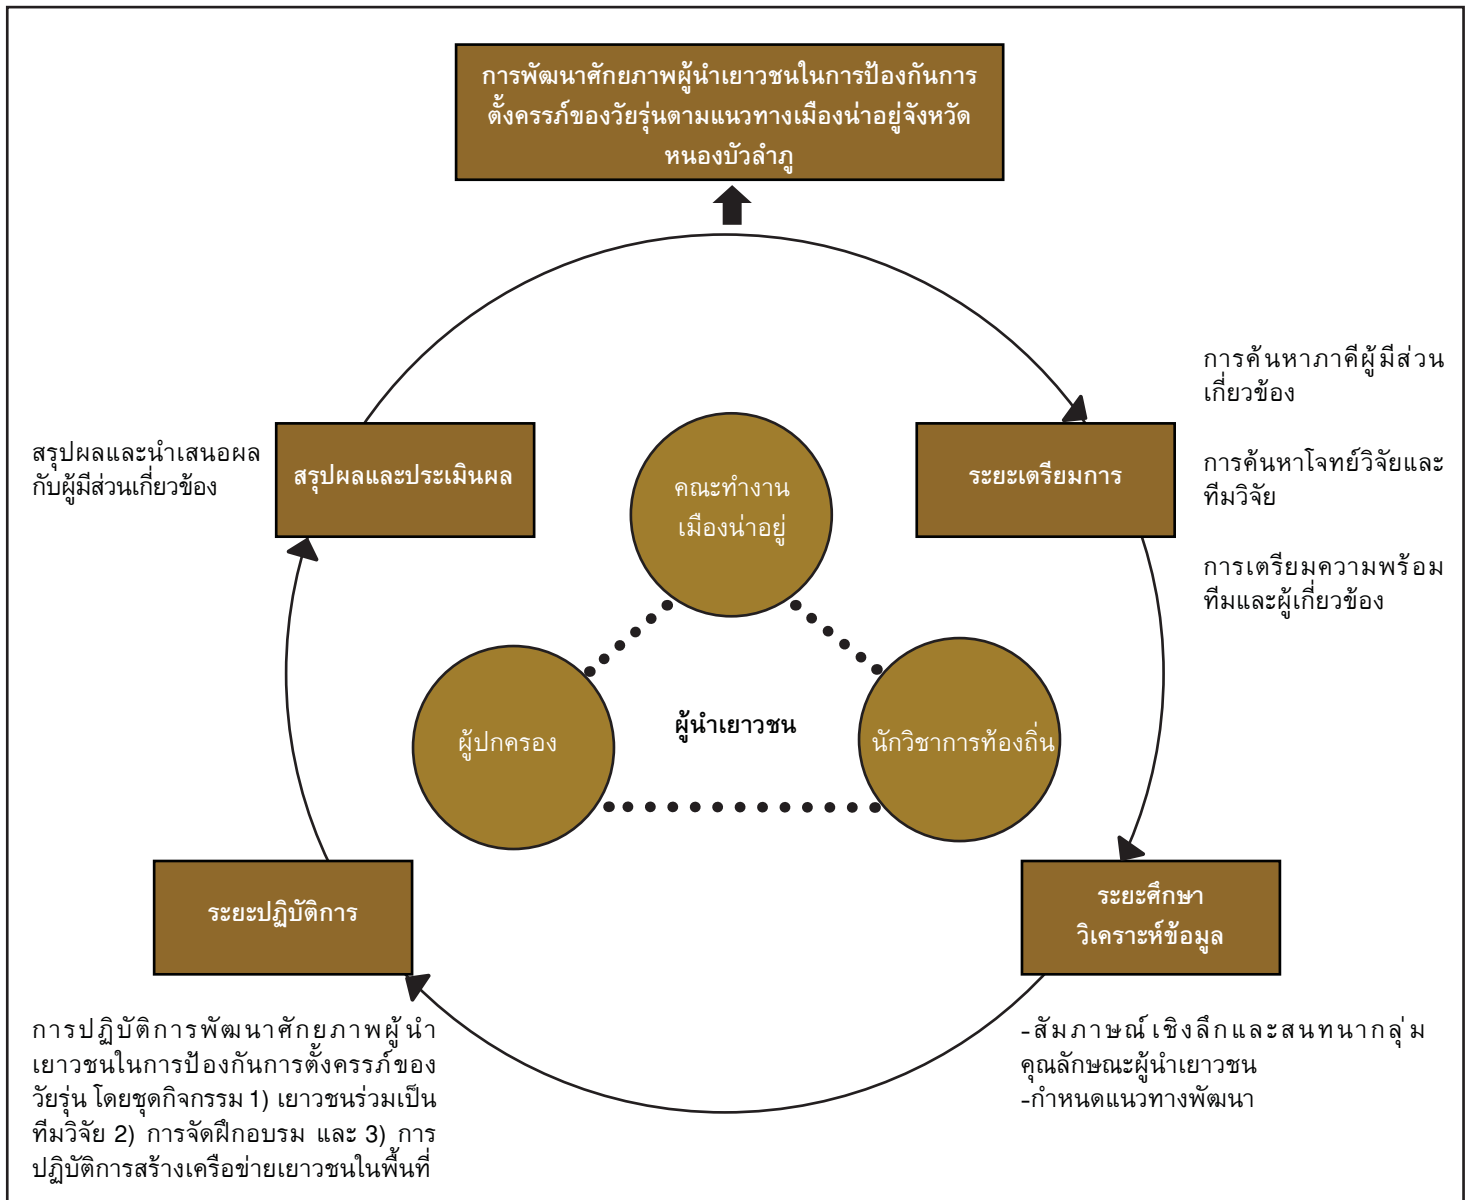 การพัฒนาศักยภาพผู้นำเยาวชนในการป้องกันการ
ตั้งครรภ์ของวัยรุ่นตามแนวทางเมืองน่าอยู่จังหวัด
หนองบัวลำภู
การค้นหาภาคีผู้มีส่วน
เกี่ยวข้อง
การค้นหาโจทย์วิจัยและ
ทีมวิจัย
การเตรียมความพร้อม
ทีมและผู้เกี่ยวข้อง
ระยะเตรียมการ
สรุปผลและนำเสนอผล
กับผู้มีส่วนเกี่ยวข้อง
สรุปผลและประเมินผล
คณะทำงาน
เมืองน่าอยู่
ผู้ปกครอง
ผู้นำเยาวชน
นักวิชาการท้องถิ่น
ระยะปฏิบัติการ
ระยะศึกษา
วิเคราะห์ข้อมูล
การปฏิบัติการพัฒนาศักยภาพผู้นำ
เยาวชนในการป้องกันการตั้งครรภ์ของ
วัยรุ่น โดยชุดกิจกรรม 1) เยาวชนร่วมเป็น
ทีมวิจัย 2) การจัดฝึกอบรม และ 3) การ
ปฏิบัติการสร้างเครือข่ายเยาวชนในพื้นที่
-สัมภาษณ์เชิงลึกและสนทนากลุ่ม
คุณลักษณะผู้นำเยาวชน
-กำหนดแนวทางพัฒนา